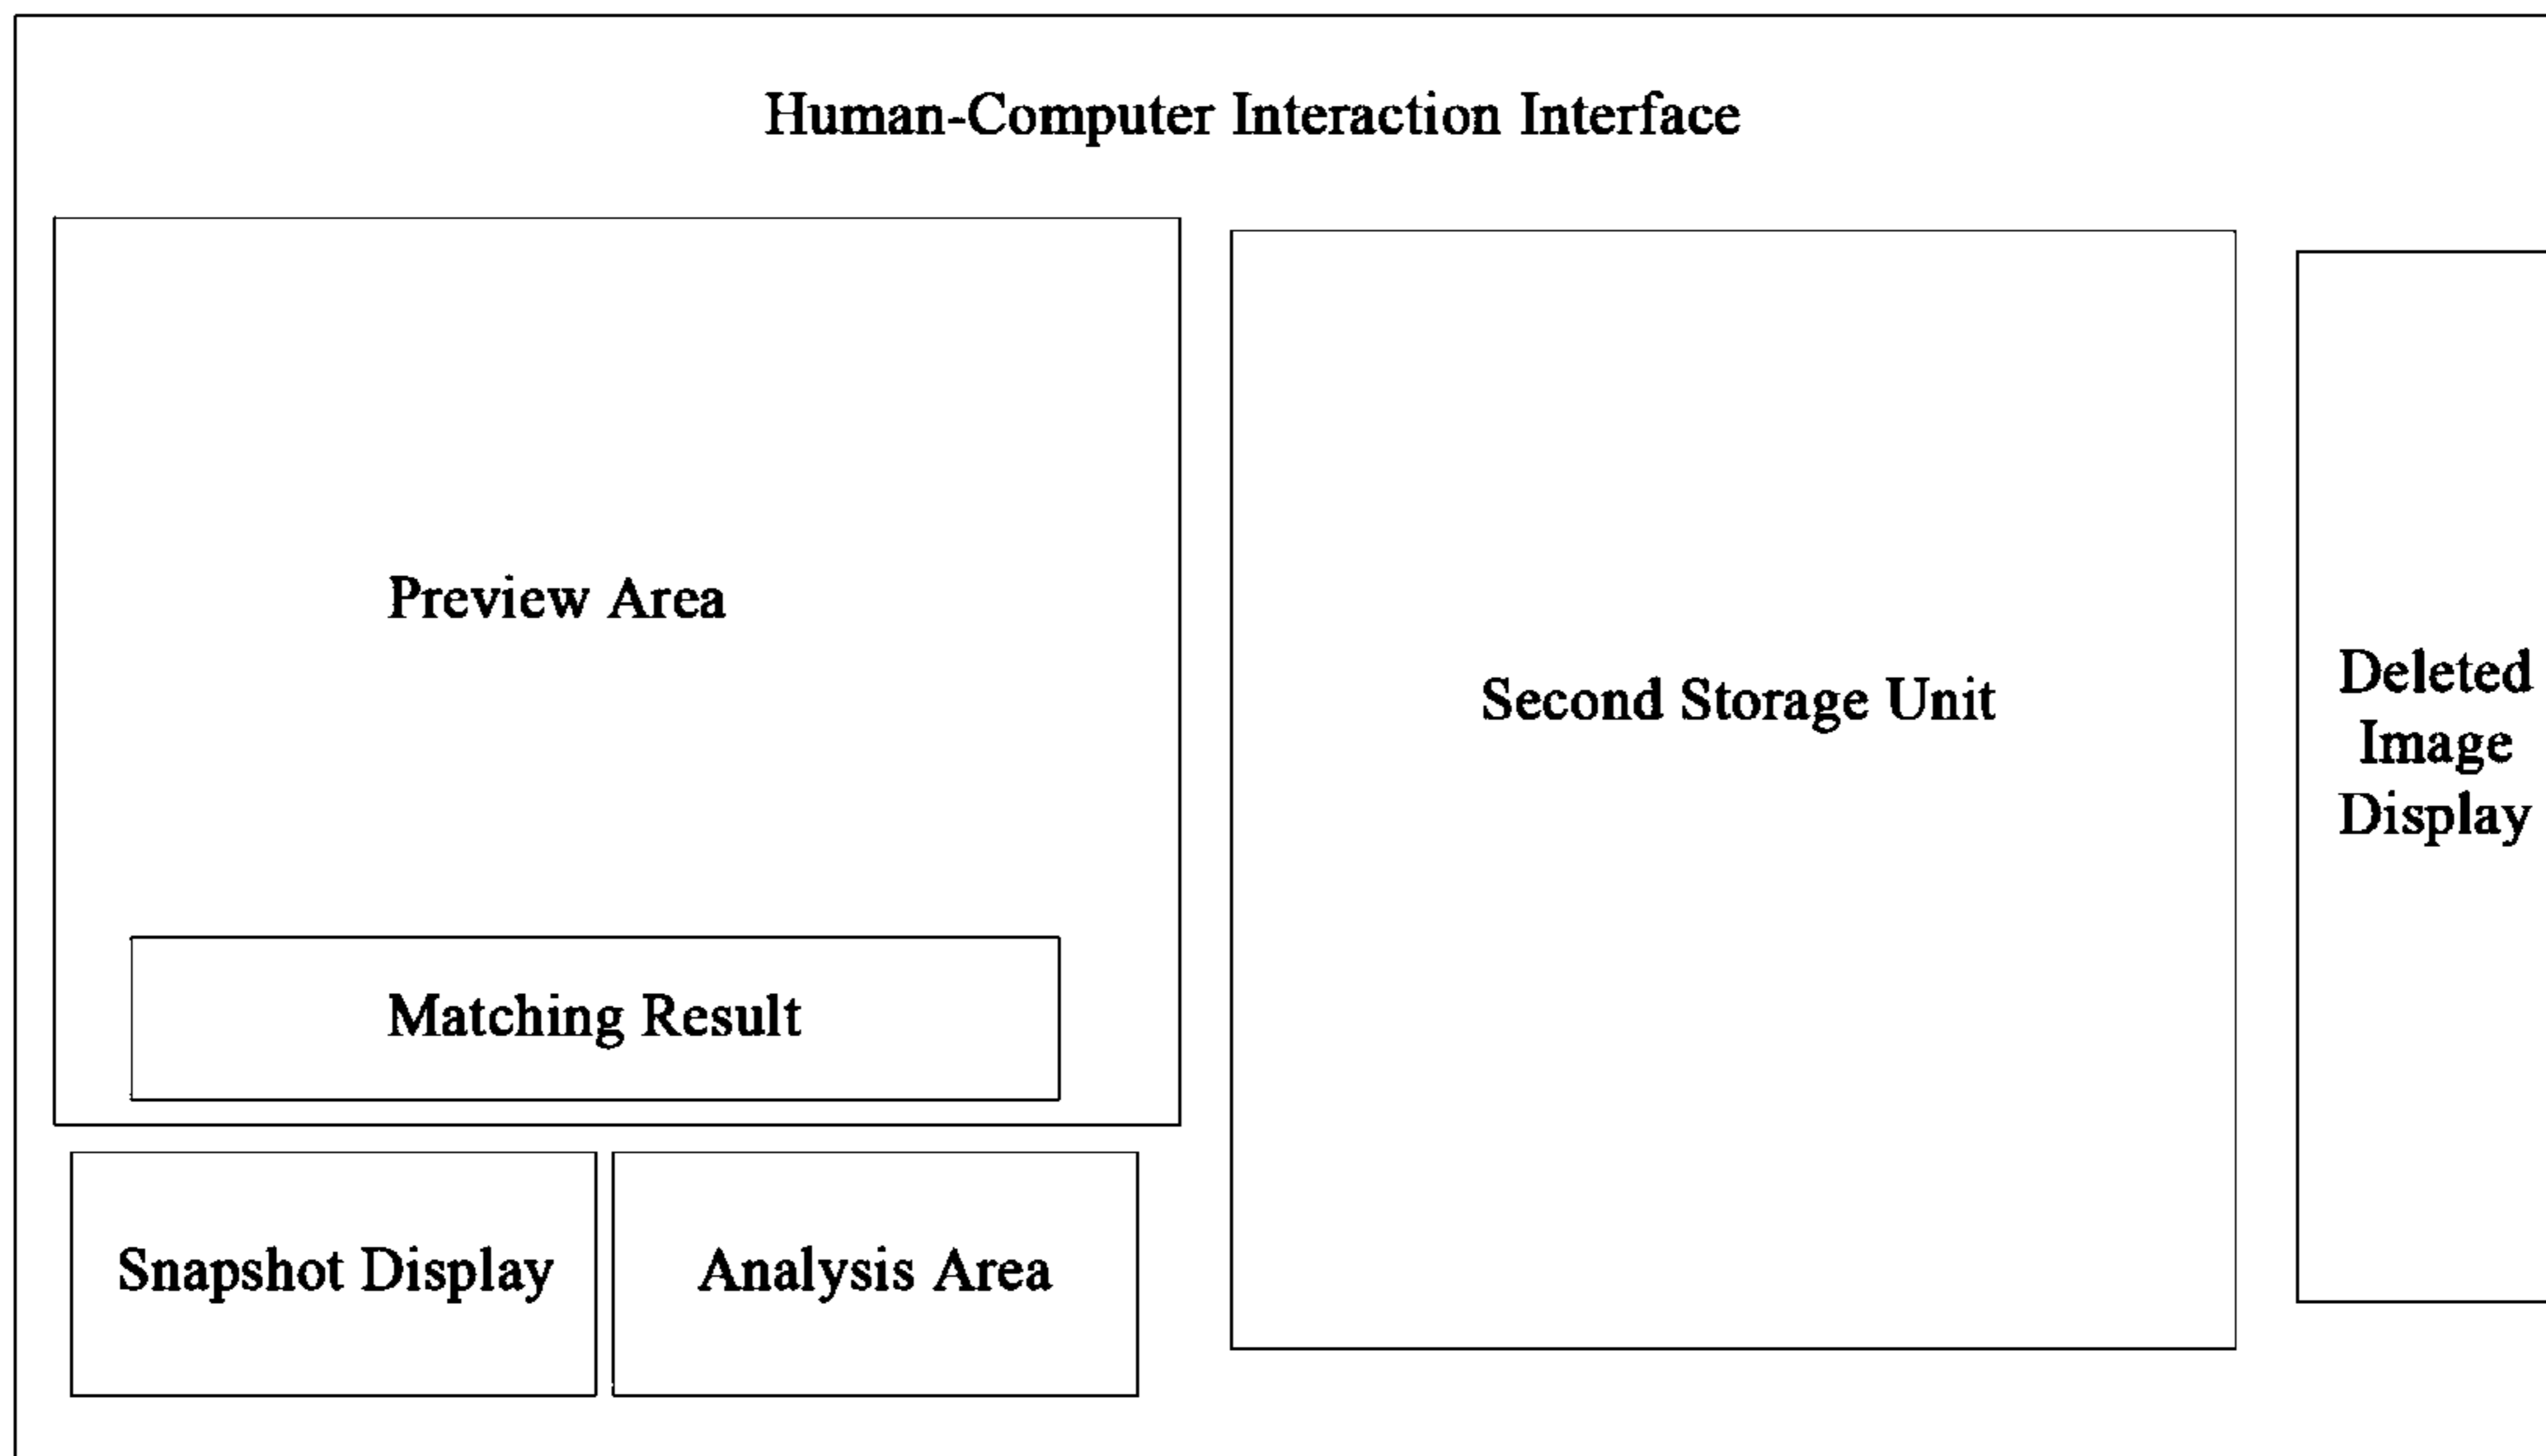 Human-Computer Interaction Interface
Preview Area
Matching Result
Snapshot Display
Analysis Area
Second Storage Unit
Deleted
Image
Display